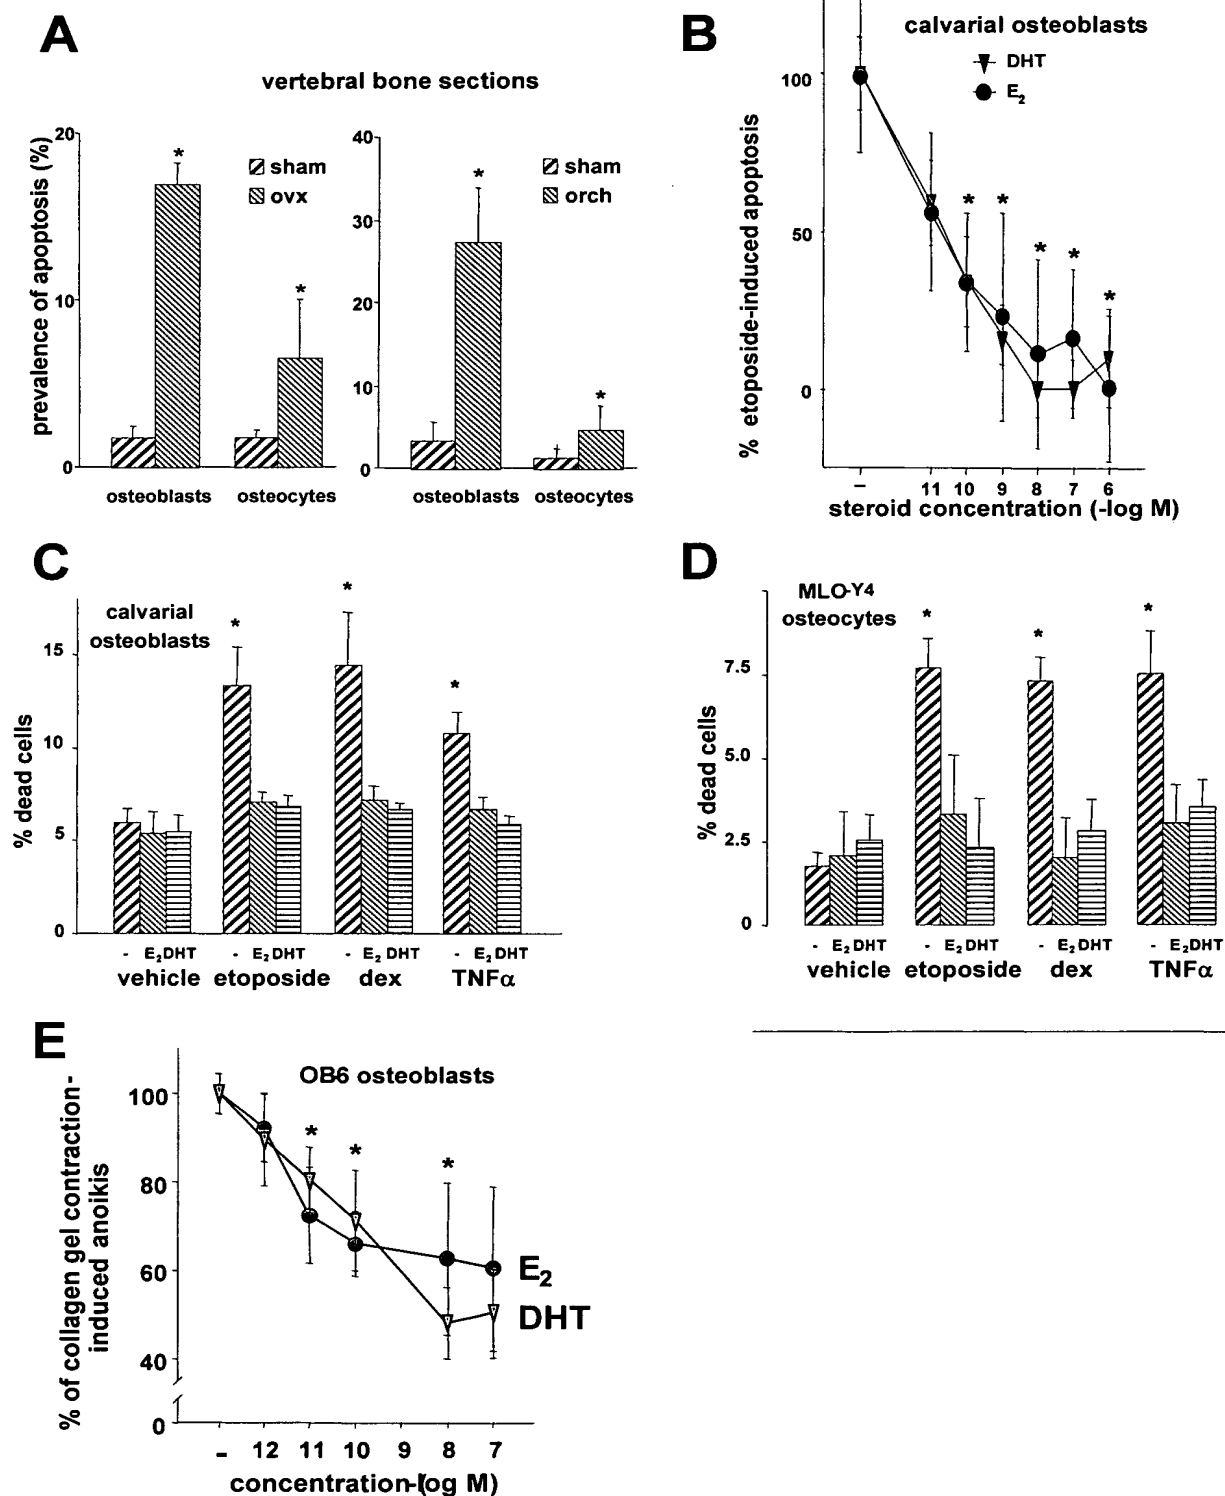 A
vertebral bone sections
prevalence of apoptosis (%)
20
10
0
sham
ovx
osteoblasts
osteocytes
*
*
40
30
20
10
0
sham
orch
osteoblasts
osteocytes
*
*
B
calvarial osteoblasts
DHT
E2
% etoposide-induced apoptosis
100
50
0
* * * * *
– 11 10 9 8 7 6
steroid concentration (-log M)
C
calvarial
osteoblasts
% dead cells
15
10
5
0
* * *
- E2 DHT - E2 DHT - E2 DHT - E2 DHT
vehicle etoposide dex TNFα
D
MLO-Y4
osteocytes
% dead cells
7.5
5.0
2.5
0
* * *
- E2 DHT - E2 DHT - E2 DHT - E2 DHT
vehicle etoposide dex TNFα
E
OB6 osteoblasts
% of collagen gel contraction-
induced anoikis
100
80
60
40
0
* * *
E2
DHT
– 12 11 10 9 8 7
concentration-(log M)